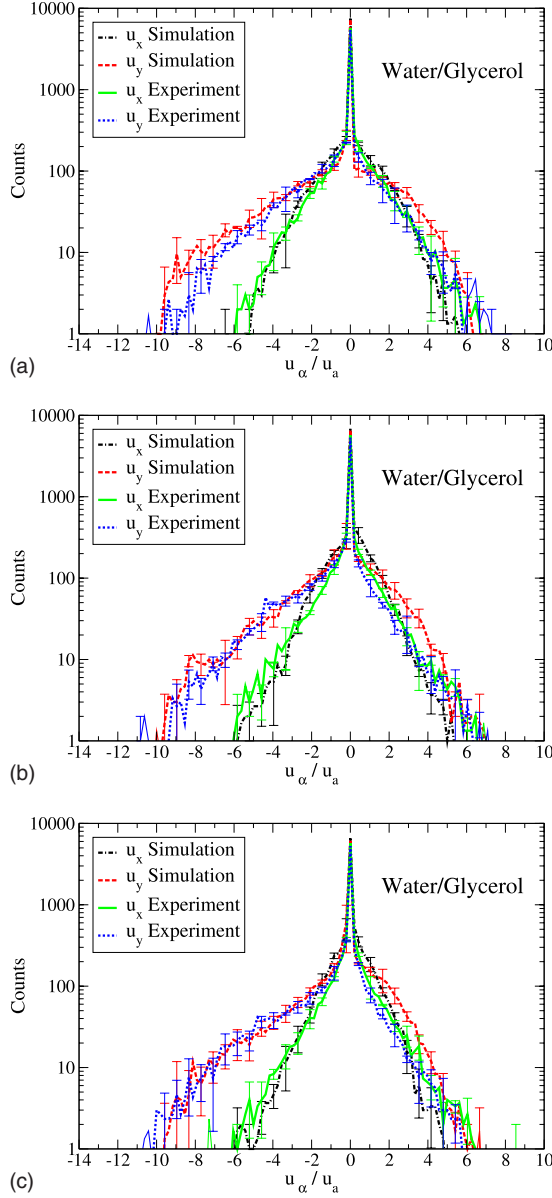 10000
1000
100
10
1
Counts
u_x Simulation
u_y Simulation
u_x Experiment
u_y Experiment
Water/Glycerol
-14 -12 -10 -8 -6 -4 -2 0 2 4 6 8 10
u_α / u_a
(a)
10000
1000
100
10
1
Counts
u_x Simulation
u_y Simulation
u_x Experiment
u_y Experiment
Water/Glycerol
-14 -12 -10 -8 -6 -4 -2 0 2 4 6 8 10
u_α / u_a
(b)
10000
1000
100
10
1
Counts
u_x Simulation
u_y Simulation
u_x Experiment
u_y Experiment
Water/Glycerol
-14 -12 -10 -8 -6 -4 -2 0 2 4 6 8 10
u_α / u_a
(c)